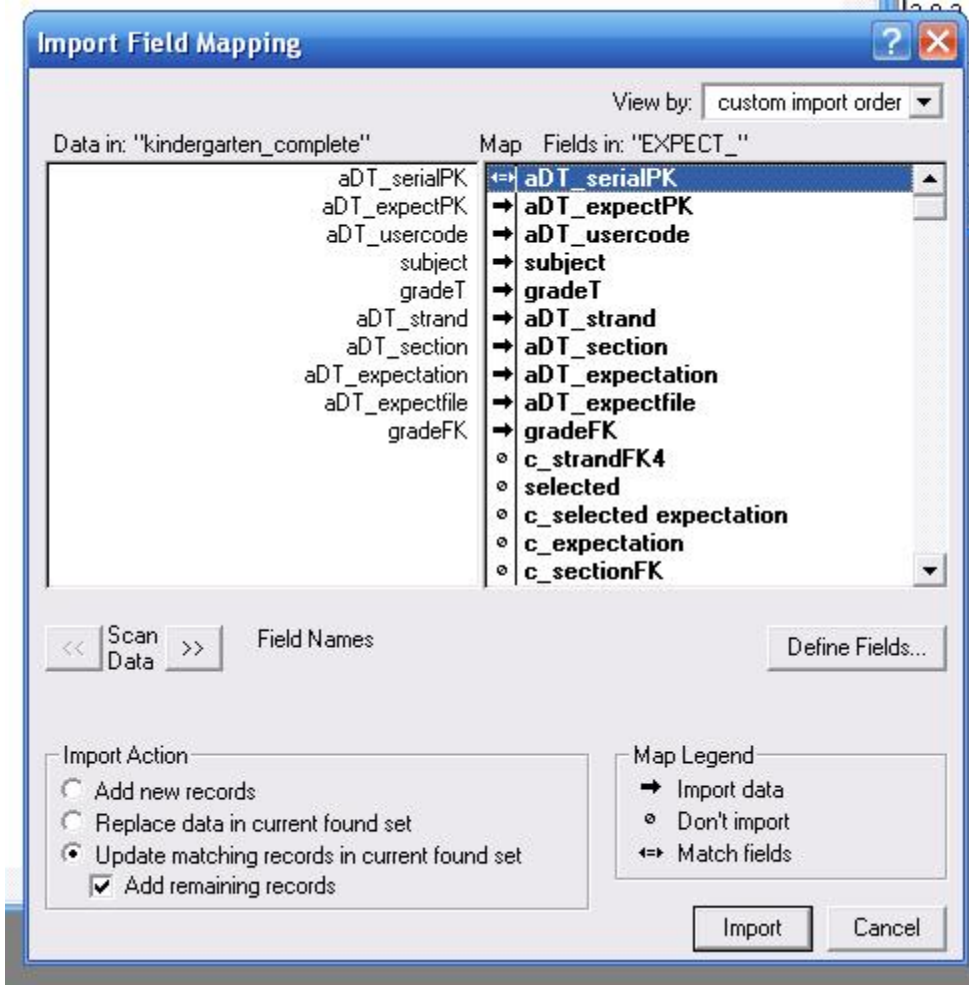 Import Field Mapping
View by: custom import order
Data in: "kindergarten_complete" Map Fields in: "EXPECT_"
aDT_serialPK aDT_serialPK
aDT_expectPK aDT_expectPK
aDT_usercode aDT_usercode
subject subject
gradeT gradeT
aDT_strand aDT_strand
aDT_section aDT_section
aDT_expectation aDT_expectation
aDT_expectfile aDT_expectfile
gradeFK gradeFK
c_strandFK4
selected
c_selected expectation
c_expectation
c_sectionFK
<< Scan Data >> Field Names Define Fields...
Import Action
Add new records
Replace data in current found set
Update matching records in current found set
Add remaining records
Map Legend
Import data
Don't import
Match fields
Import Cancel